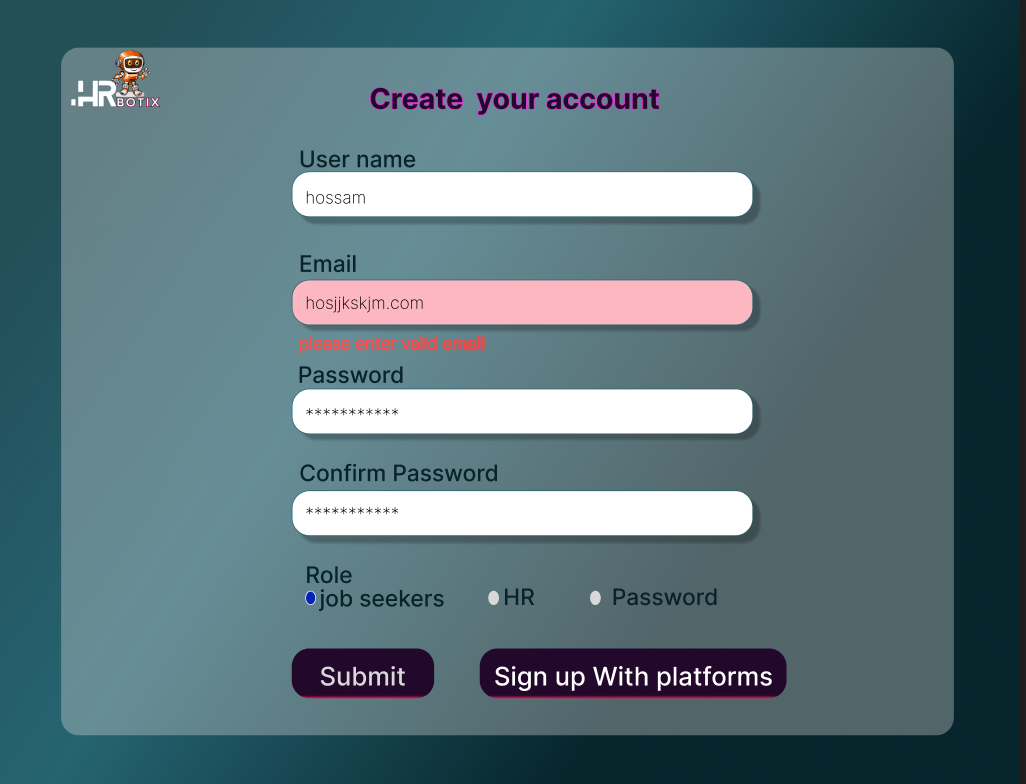 .HR
BOTIX
Create your account
User name
hossam
Email
hosjjkskjm.com
please enter valid email
Password
***********
Confirm Password
***********
Role
job seekers HR Password
Submit Sign up With platforms